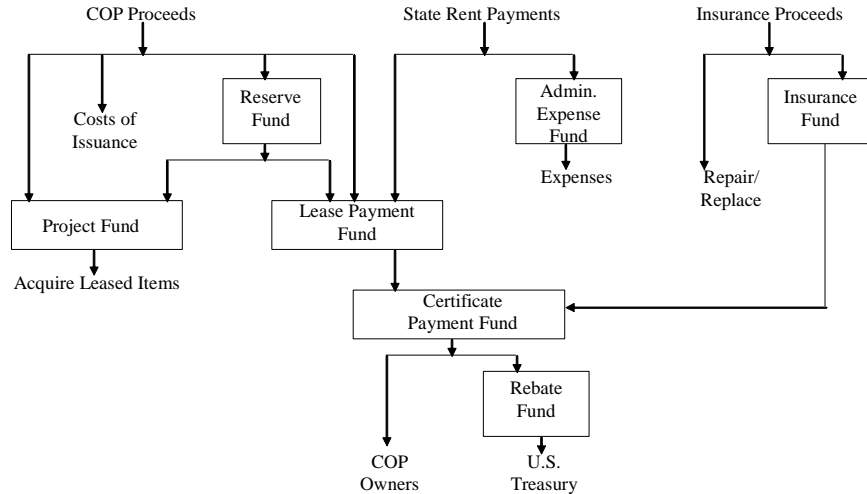 COP Proceeds
State Rent Payments
Insurance Proceeds
Reserve
Fund
Costs of
Issuance
Admin.
Expense
Fund
Insurance
Fund
Expenses
Repair/
Replace
Project Fund
Lease Payment
Fund
Acquire Leased Items
Certificate
Payment Fund
Rebate
Fund
COP
Owners
U.S.
Treasury